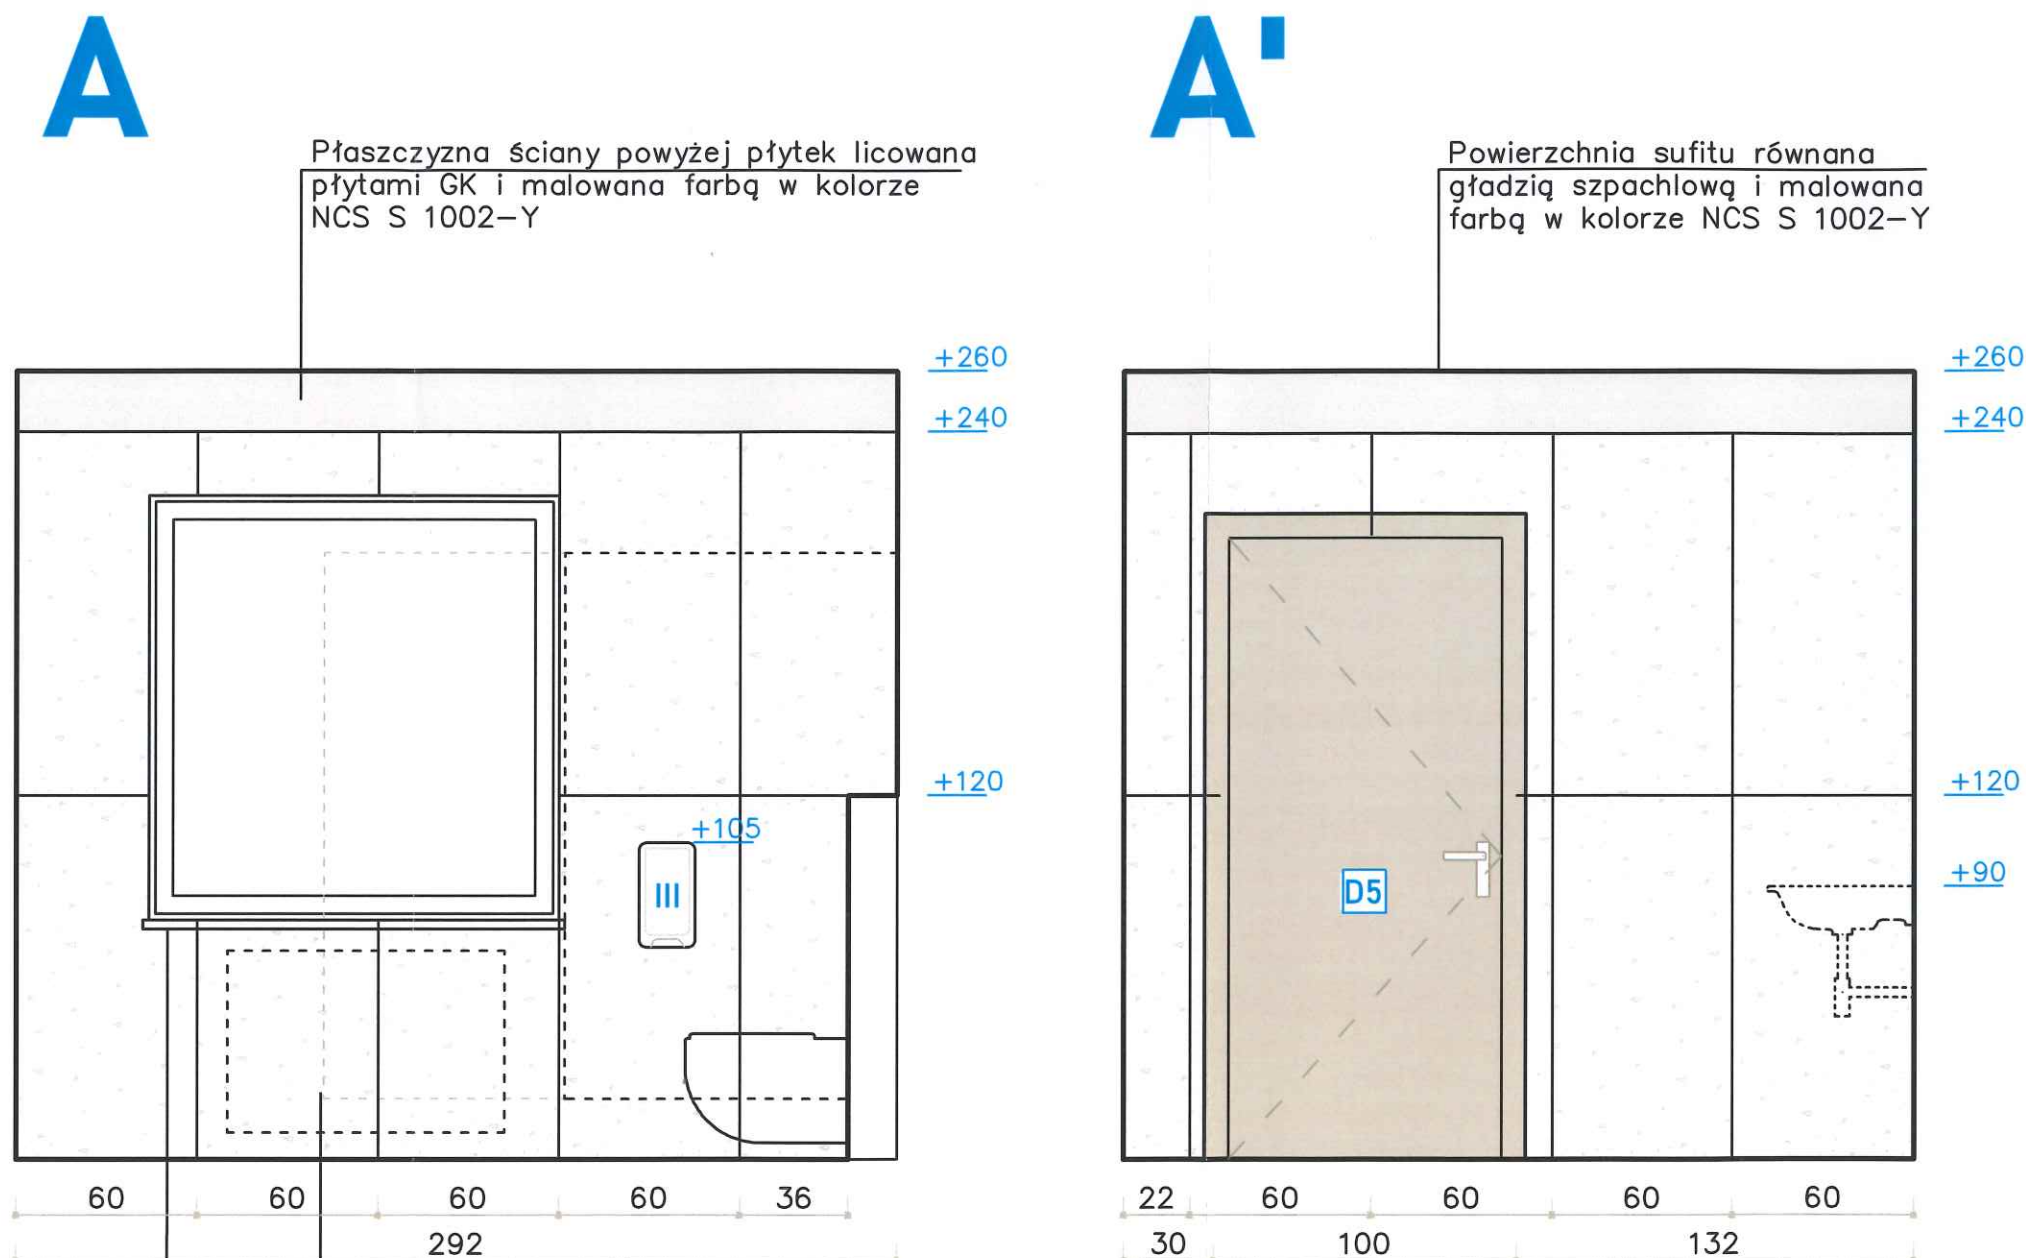 A
A'
Płaszczyzna ściany powyżej płytek licowana
płytami GK i malowana farbą w kolorze
NCS S 1002-Y
Powierzchnia sufitu równana
gładzią szpachlową i malowana
farbą w kolorze NCS S 1002-Y
+260
+240
+120
+105
III
60 60 60 60 36
292
+260
+240
+120
+90
D5
22 60 60 60 60
30 100 132